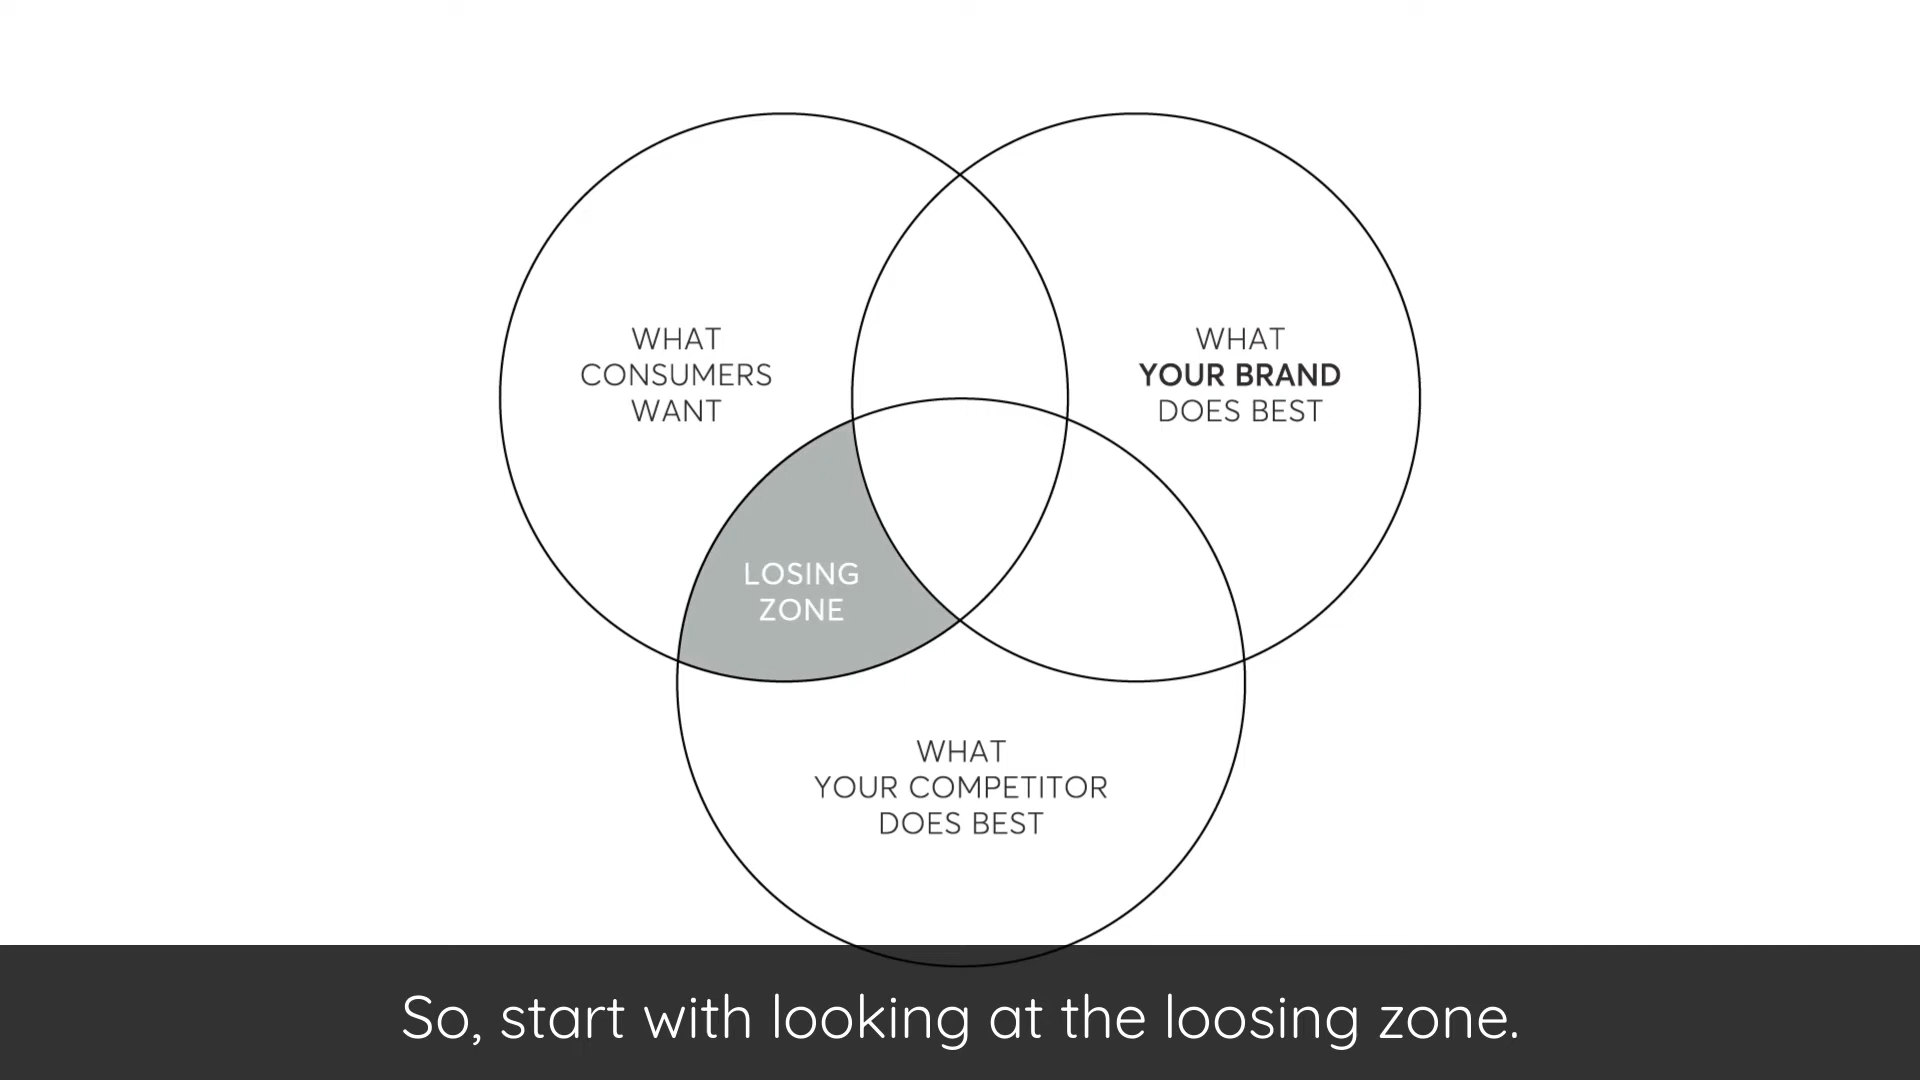 WHAT
CONSUMERS
WANT
WHAT
YOUR BRAND
DOES BEST
LOSING
ZONE
WHAT
YOUR COMPETITOR
DOES BEST
So, start with looking at the loosing zone.